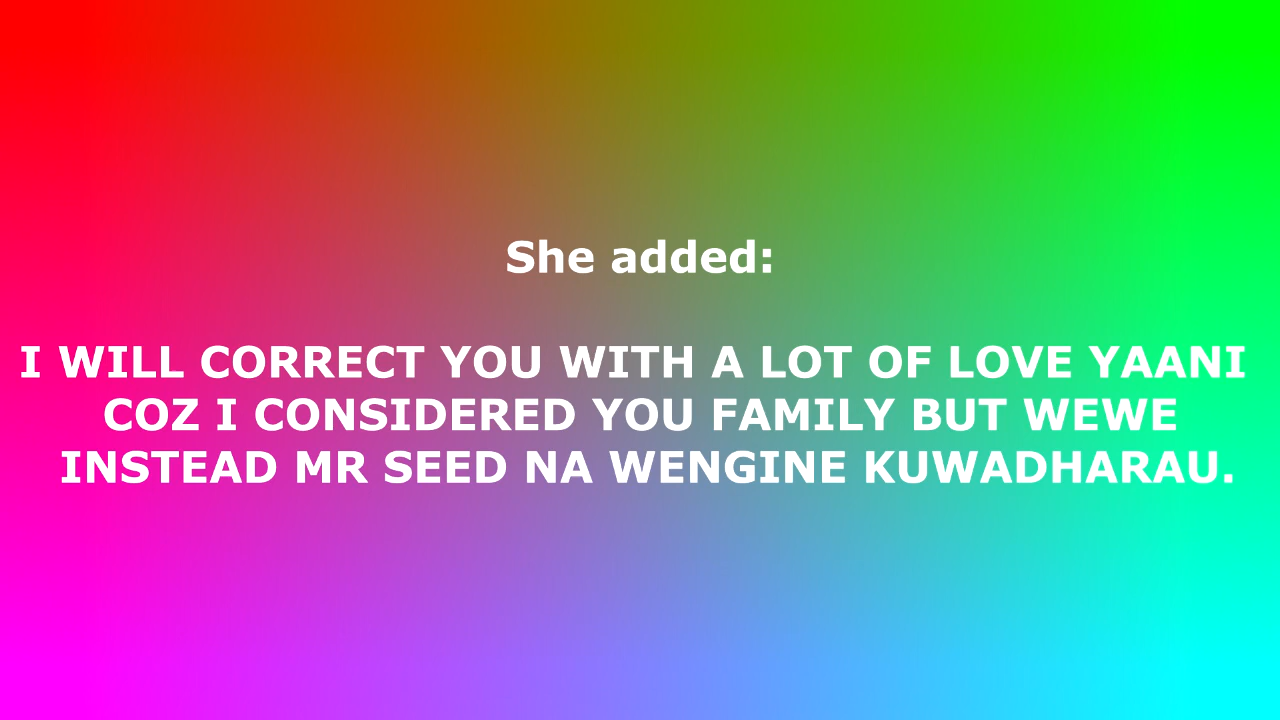 She added:
I WILL CORRECT YOU WITH A LOT OF LOVE YAANI
COZ I CONSIDERED YOU FAMILY BUT WEWE
INSTEAD MR SEED NA WENGINE KUWADHARAU.